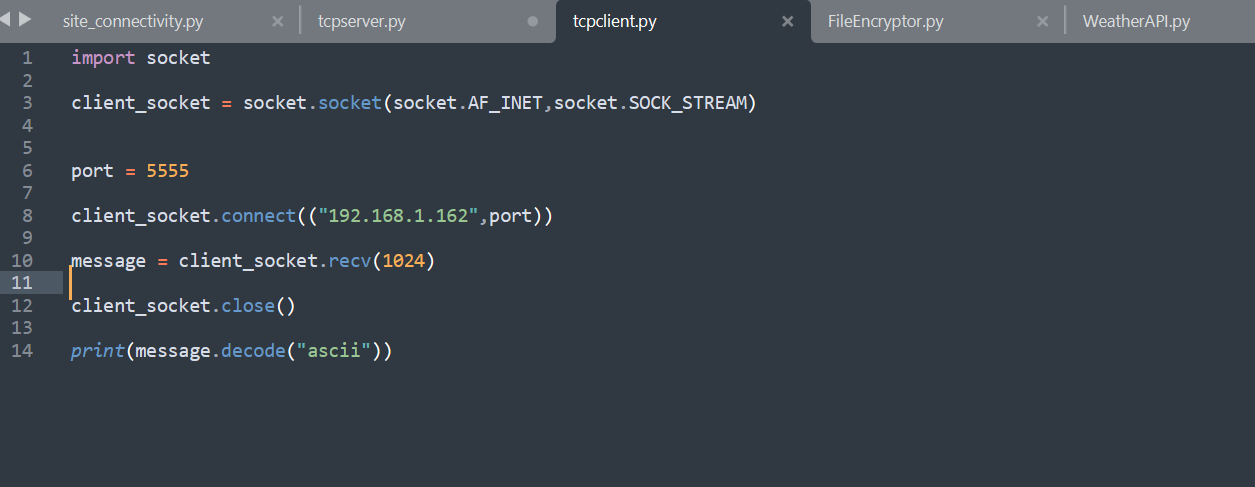 site_connectivity.py tcpserver.py tcpclient.py FileEncryptor.py WeatherAPI.py
1 import socket
2
3 client_socket = socket.socket(socket.AF_INET,socket.SOCK_STREAM)
4
5
6 port = 5555
7
8 client_socket.connect(("192.168.1.162",port))
9
10 message = client_socket.recv(1024)
11
12 client_socket.close()
13
14 print(message.decode("ascii"))